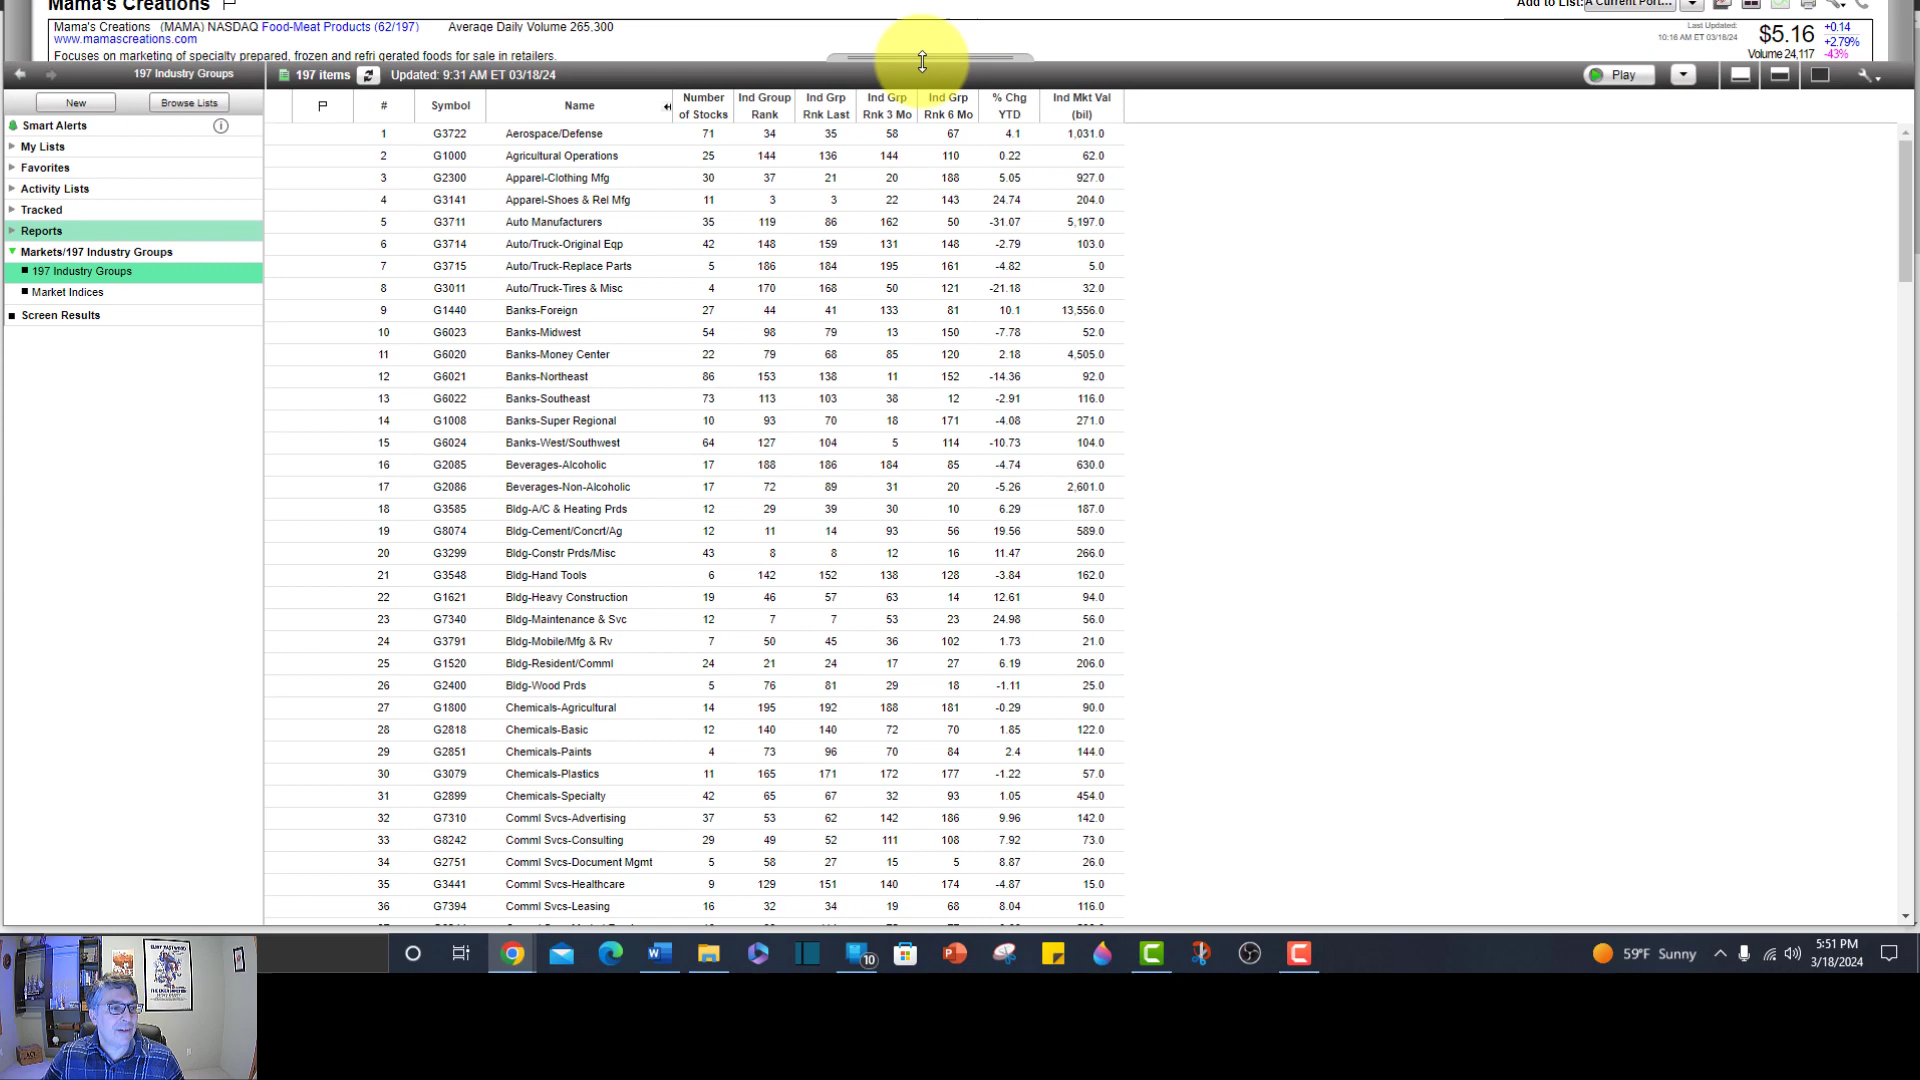 Mama's Creations
Add to List: A Current Port...
Mama's Creations (MAMA) NASDAQ Food-Meat Products (62/197) Average Daily Volume 265,300
www.mamascreations.com
Focuses on marketing of specialty prepared, frozen and refri gerated foods for sale in retailers.
Last Updated:
10:16 AM ET 03/18/24
$5.16 +0.14
+2.79%
Volume 24,117 -43%
197 Industry Groups
197 items Updated: 9:31 AM ET 03/18/24
Play
New Browse Lists
Smart Alerts
My Lists
Favorites
Activity Lists
Tracked
Reports
Markets/197 Industry Groups
197 Industry Groups
Market Indices
Screen Results
# Symbol Name Number of Stocks Ind Group Rank Ind Grp Rnk Last Ind Grp Rnk 3 Mo Ind Grp Rnk 6 Mo % Chg YTD Ind Mkt Val (bil)
1 G3722 Aerospace/Defense 71 34 35 58 67 4.1 1,031.0
2 G1000 Agricultural Operations 25 144 136 144 110 0.22 62.0
3 G2300 Apparel-Clothing Mfg 30 37 21 20 188 5.05 927.0
4 G3141 Apparel-Shoes & Rel Mfg 11 3 3 22 143 24.74 204.0
5 G3711 Auto Manufacturers 35 119 86 162 50 -31.07 5,197.0
6 G3714 Auto/Truck-Original Eqp 42 148 159 131 148 -2.79 103.0
7 G3715 Auto/Truck-Replace Parts 5 186 184 195 161 -4.82 5.0
8 G3011 Auto/Truck-Tires & Misc 4 170 168 50 121 -21.18 32.0
9 G1440 Banks-Foreign 27 44 41 133 81 10.1 13,556.0
10 G6023 Banks-Midwest 54 98 79 13 150 -7.78 52.0
11 G6020 Banks-Money Center 22 79 68 85 120 2.18 4,505.0
12 G6021 Banks-Northeast 86 153 138 11 152 -14.36 92.0
13 G6022 Banks-Southeast 73 113 103 38 12 -2.91 116.0
14 G1008 Banks-Super Regional 10 93 70 18 171 -4.08 271.0
15 G6024 Banks-West/Southwest 64 127 104 5 114 -10.73 104.0
16 G2085 Beverages-Alcoholic 17 188 186 184 85 -4.74 630.0
17 G2086 Beverages-Non-Alcoholic 17 72 89 31 20 -5.26 2,601.0
18 G3585 Bldg-A/C & Heating Prds 12 29 39 30 10 6.29 187.0
19 G8074 Bldg-Cement/Concrt/Ag 12 11 14 93 56 19.56 589.0
20 G3299 Bldg-Constr Prds/Misc 43 8 8 12 16 11.47 266.0
21 G3548 Bldg-Hand Tools 6 142 152 138 128 -3.84 162.0
22 G1621 Bldg-Heavy Construction 19 46 57 63 14 12.61 94.0
23 G7340 Bldg-Maintenance & Svc 12 7 7 53 23 24.98 56.0
24 G3791 Bldg-Mobile/Mfg & Rv 7 50 45 36 102 1.73 21.0
25 G1520 Bldg-Resident/Comml 24 21 24 17 27 6.19 206.0
26 G2400 Bldg-Wood Prds 5 76 81 29 18 -1.11 25.0
27 G1800 Chemicals-Agricultural 14 195 192 188 181 -0.29 90.0
28 G2818 Chemicals-Basic 12 140 140 72 70 1.85 122.0
29 G2851 Chemicals-Paints 4 73 96 70 84 2.4 144.0
30 G3079 Chemicals-Plastics 11 165 171 172 177 -1.22 57.0
31 G2899 Chemicals-Specialty 42 65 67 32 93 1.05 454.0
32 G7310 Comml Svcs-Advertising 37 53 62 142 186 9.96 142.0
33 G8242 Comml Svcs-Consulting 29 49 52 111 108 7.92 73.0
34 G2751 Comml Svcs-Document Mgmt 5 58 27 15 5 8.87 26.0
35 G3441 Comml Svcs-Healthcare 9 129 151 140 174 -4.87 15.0
36 G7394 Comml Svcs-Leasing 16 32 34 19 68 8.04 116.0
10
59°F Sunny
5:51 PM
3/18/2024